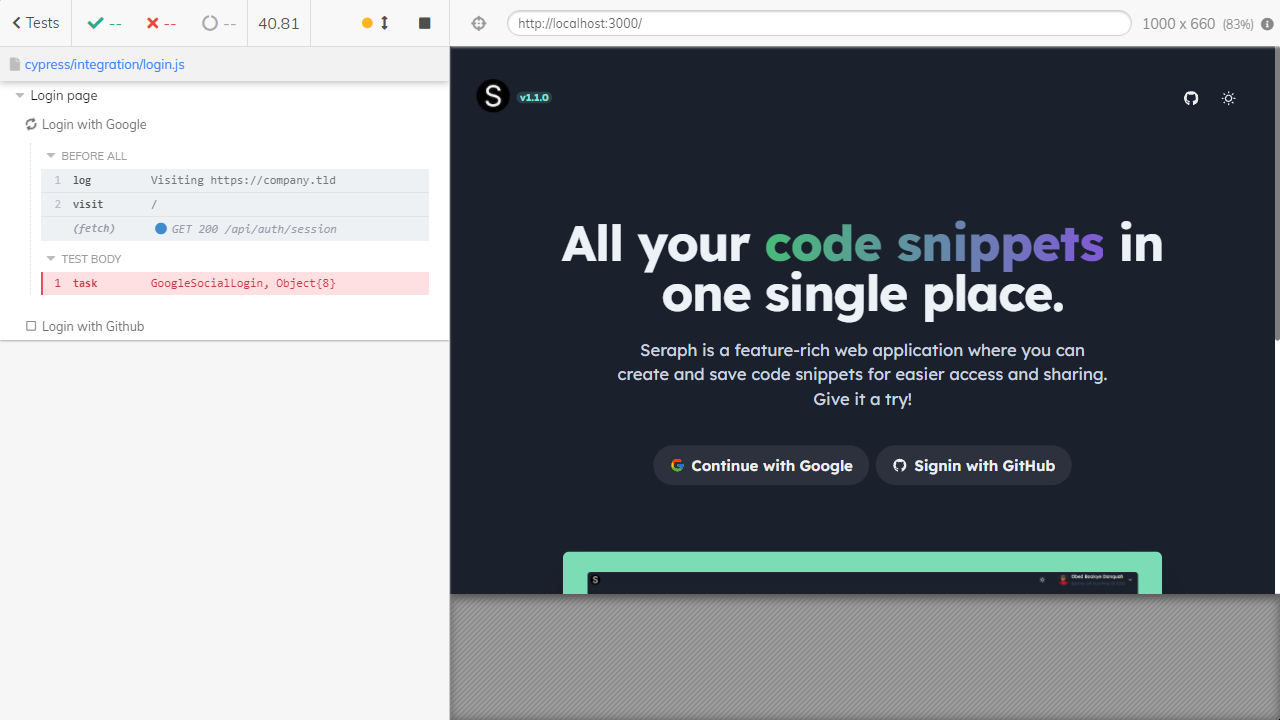 Tests -- -- -- 40.81
http://localhost:3000/ 1000 x 660 (83%)
cypress/integration/login.js
Login page
Login with Google
BEFORE ALL
1 log Visiting https://company.tld
2 visit /
(fetch) GET 200 /api/auth/session
TEST BODY
1 task GoogleSocialLogin, Object{8}
Login with Github
S v1.1.0
All your code snippets in
one single place.
Seraph is a feature-rich web application where you can
create and save code snippets for easier access and sharing.
Give it a try!
Continue with Google Signin with GitHub
S